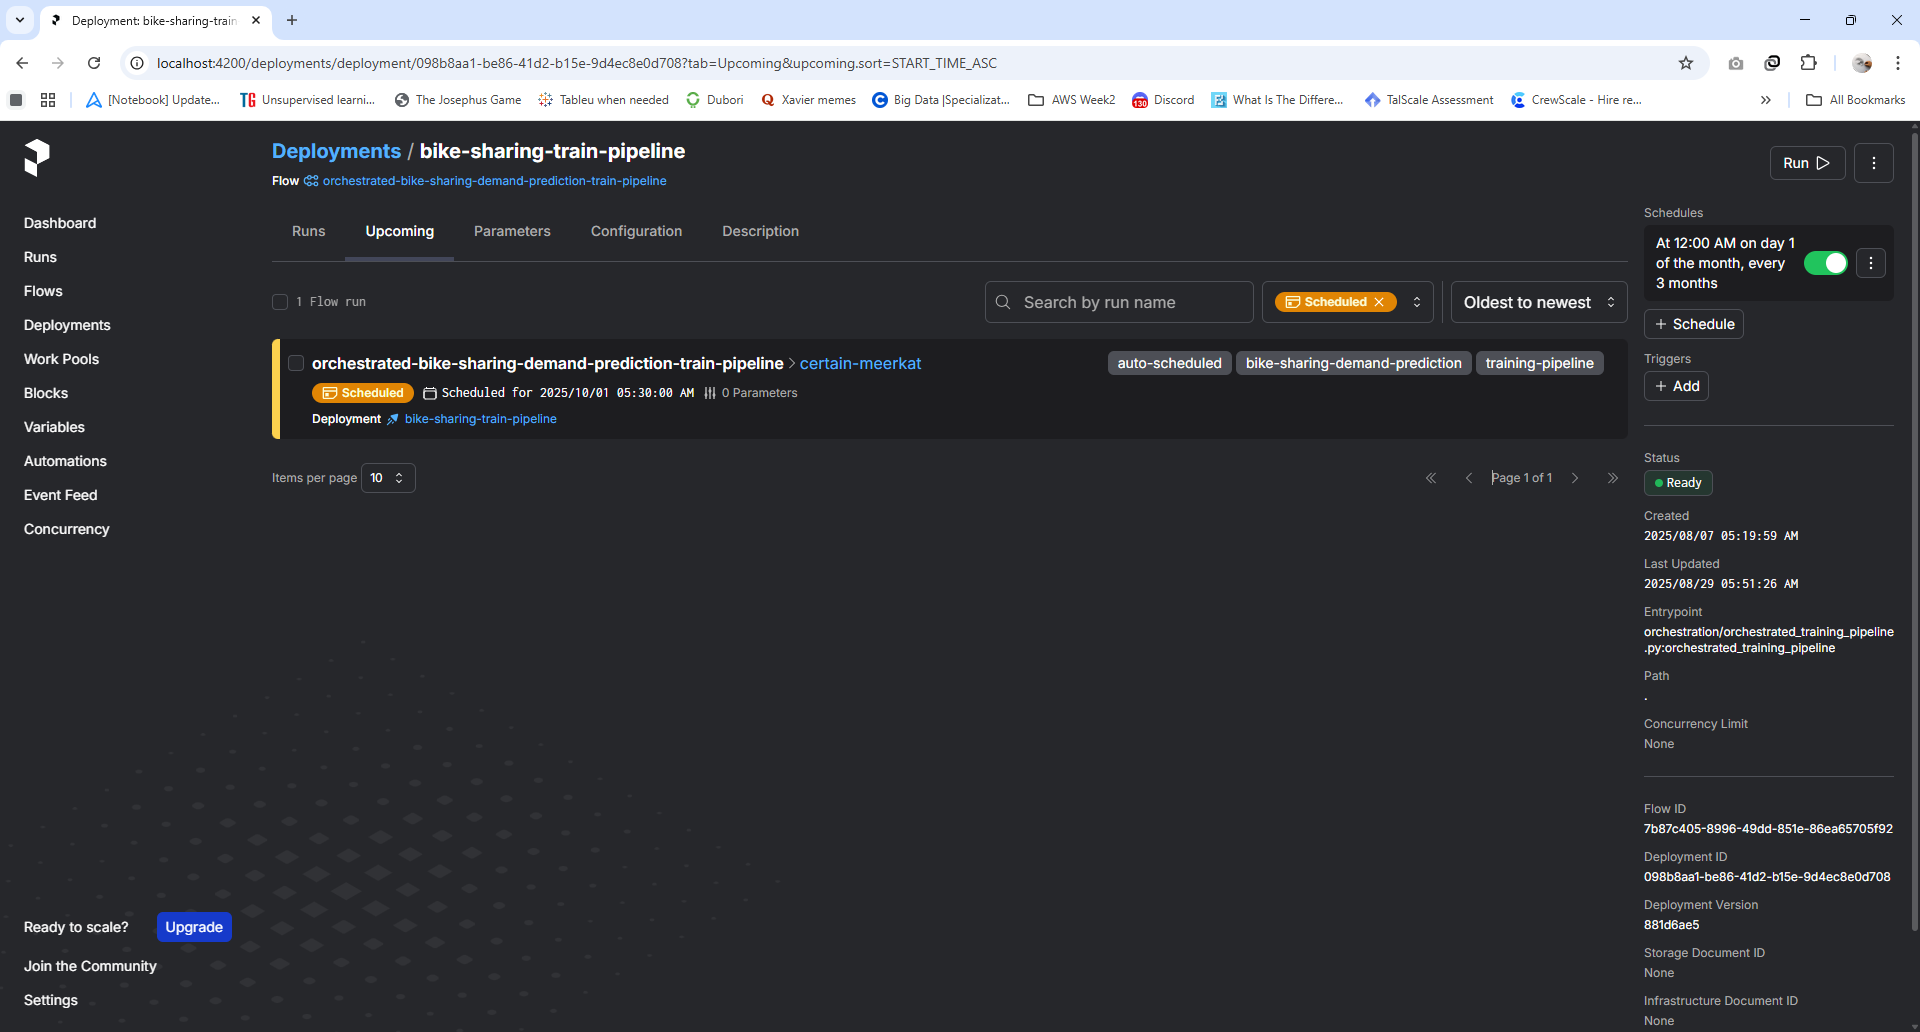 Deployment: bike-sharing-train
localhost:4200/deployments/deployment/098b8aa1-be86-41d2-b15e-9d4ec8e0d708?tab=Upcoming&upcoming.sort=START_TIME_ASC
[Notebook] Update...
TG Unsupervised learni...
The Josephus Game
Tableu when needed
Dubori
Xavier memes
Big Data |Specializat...
AWS Week2
130 Discord
What Is The Differe...
TalScale Assessment
CrewScale - Hire re...
All Bookmarks
Deployments / bike-sharing-train-pipeline
Flow orchestrated-bike-sharing-demand-prediction-train-pipeline
Run
Dashboard
Runs
Flows
Deployments
Work Pools
Blocks
Variables
Automations
Event Feed
Concurrency
Ready to scale? Upgrade
Join the Community
Settings
Runs Upcoming Parameters Configuration Description
1 Flow run
Search by run name
Scheduled
Oldest to newest
orchestrated-bike-sharing-demand-prediction-train-pipeline > certain-meerkat
auto-scheduled bike-sharing-demand-prediction training-pipeline
Scheduled Scheduled for 2025/10/01 05:30:00 AM 0 Parameters
Deployment bike-sharing-train-pipeline
Items per page 10
Page 1 of 1
Schedules
At 12:00 AM on day 1
of the month, every
3 months
+ Schedule
Triggers
+ Add
Status
Ready
Created
2025/08/07 05:19:59 AM
Last Updated
2025/08/29 05:51:26 AM
Entrypoint
orchestration/orchestrated_training_pipeline
.py:orchestrated_training_pipeline
Path
.
Concurrency Limit
None
Flow ID
7b87c405-8996-49dd-851e-86ea65705f92
Deployment ID
098b8aa1-be86-41d2-b15e-9d4ec8e0d708
Deployment Version
881d6ae5
Storage Document ID
None
Infrastructure Document ID
None